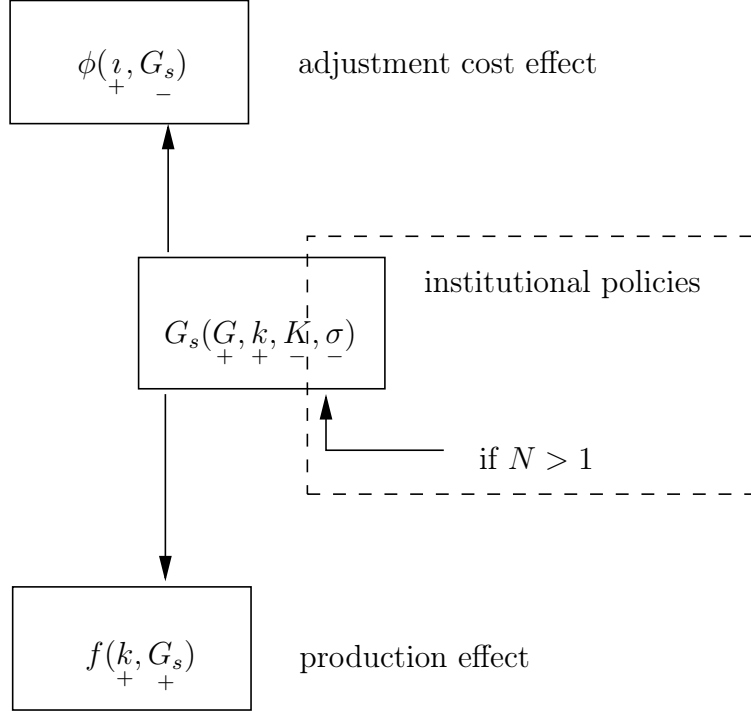 ϕ(ı, G_s) adjustment cost effect
+ −
institutional policies
G_s(G, k, K, σ)
+ + − −
if N > 1
f(k, G_s) production effect
+ +